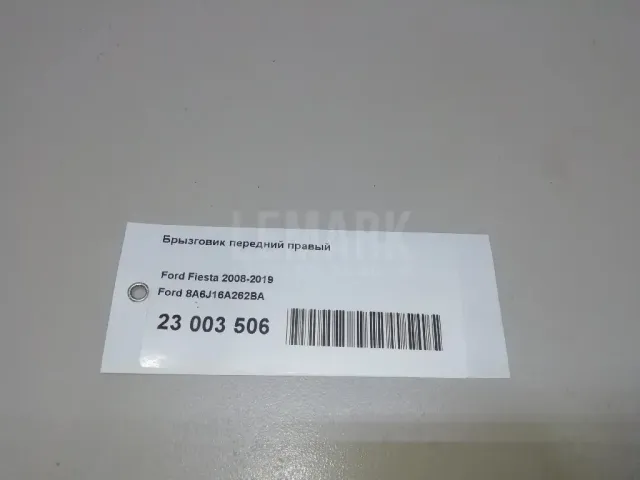 LEMARK
Брызговик передний правый
Ford Fiesta 2008-2019
Ford 8A6J16A262BA
23 003 506